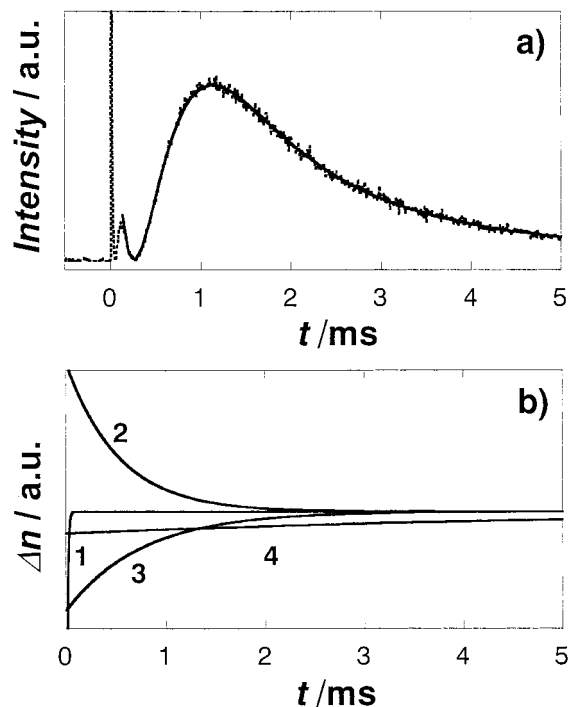 a)
Intensity / a.u.
0 1 2 3 4 5
t /ms
b)
2
Δn / a.u.
1 3 4
0 1 2 3 4 5
t /ms